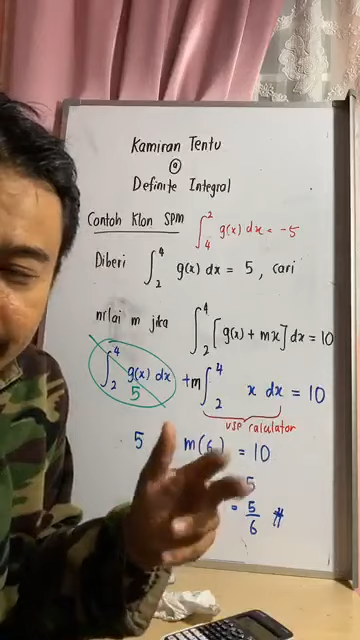 Kamiran Tentu
@
Definite Integral
Contoh Klon SPM ∫₄² g(x) dx = -5
Diberi ∫₂⁴ g(x) dx = 5, cari
nilai m jika ∫₂⁴ [g(x) + mx] dx = 10
∫₂⁴ g(x) dx + m ∫₂⁴ x dx = 10
5
use calculator
5 m(6) = 10
5
= 5/6 #